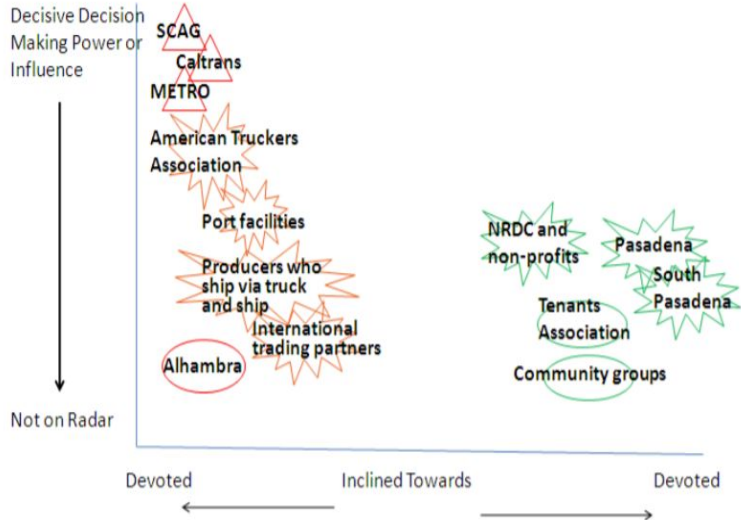 Decisive Decision
Making Power or
Influence
SCAG
Caltrans
METRO
American Truckers
Association
Port facilities
NRDC and
non-profits
Pasadena
Producers who
ship via truck
and ship
South
Pasadena
Tenants
Association
International
trading partners
Alhambra
Community groups
Not on Radar
Devoted
Inclined Towards
Devoted